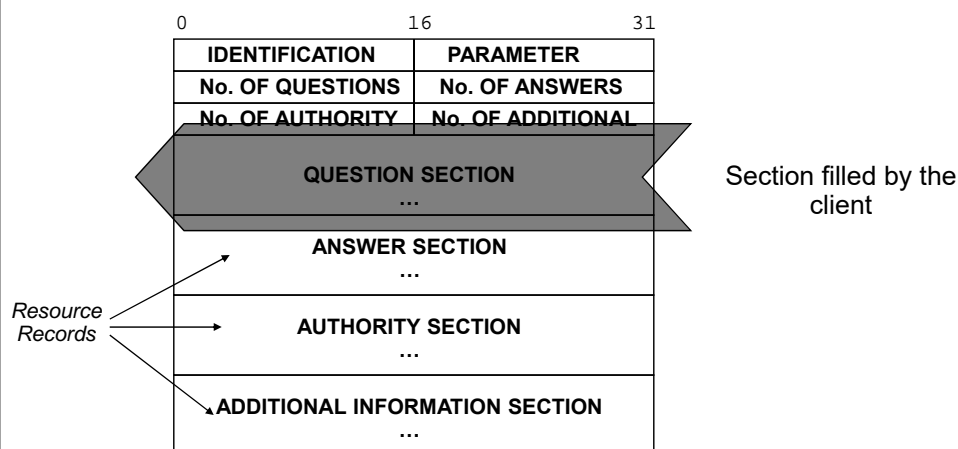 0 16 31
IDENTIFICATION PARAMETER
No. OF QUESTIONS No. OF ANSWERS
No. OF AUTHORITY No. OF ADDITIONAL
QUESTION SECTION
…
Section filled by the
client
ANSWER SECTION
…
Resource
Records
AUTHORITY SECTION
…
ADDITIONAL INFORMATION SECTION
…